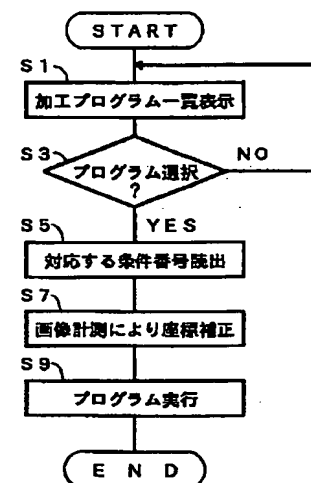 START
S1
加工プログラム一覧表示
S3
プログラム選択
?
NO
YES
S5
対応する条件番号読出
S7
画像計測により座標補正
S9
プログラム実行
END